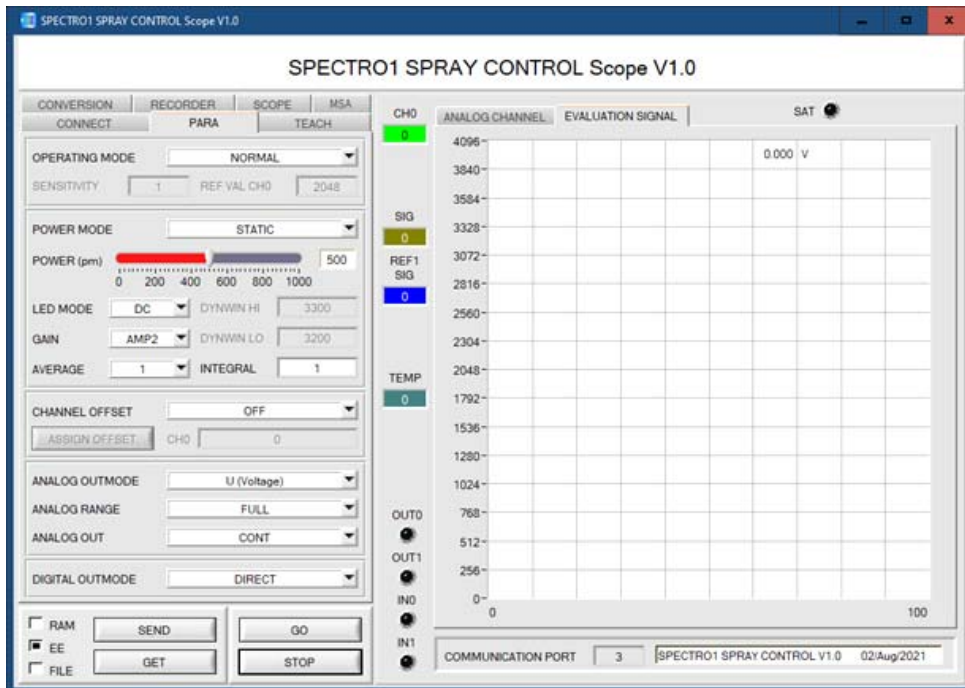 SPECTRO1 SPRAY CONTROL Scope V1.0
SPECTRO1 SPRAY CONTROL Scope V1.0
CONVERSION RECORDER SCOPE MSA
CONNECT PARA TEACH
OPERATING MODE NORMAL
SENSITIVITY 1 REF VAL CH0 2048
POWER MODE STATIC
POWER (pm) 500
0 200 400 600 800 1000
LED MODE DC DYNWIN HI 3300
GAIN AMP2 DYNWIN LO 3200
AVERAGE 1 INTEGRAL 1
CHANNEL OFFSET OFF
ASSIGN OFFSET CH0 0
ANALOG OUTMODE U (Voltage)
ANALOG RANGE FULL
ANALOG OUT CONT
DIGITAL OUTMODE DIRECT
RAM
EE
FILE
SEND GO
GET STOP
CH0
0
SIG
0
REF1
SIG
0
TEMP
0
OUT0
OUT1
IN0
IN1
ANALOG CHANNEL EVALUATION SIGNAL SAT
0.000 V
4096
3840
3584
3328
3072
2816
2560
2304
2048
1792
1536
1280
1024
768
512
256
0
0 100
COMMUNICATION PORT 3 SPECTRO1 SPRAY CONTROL V1.0 02/Aug/2021